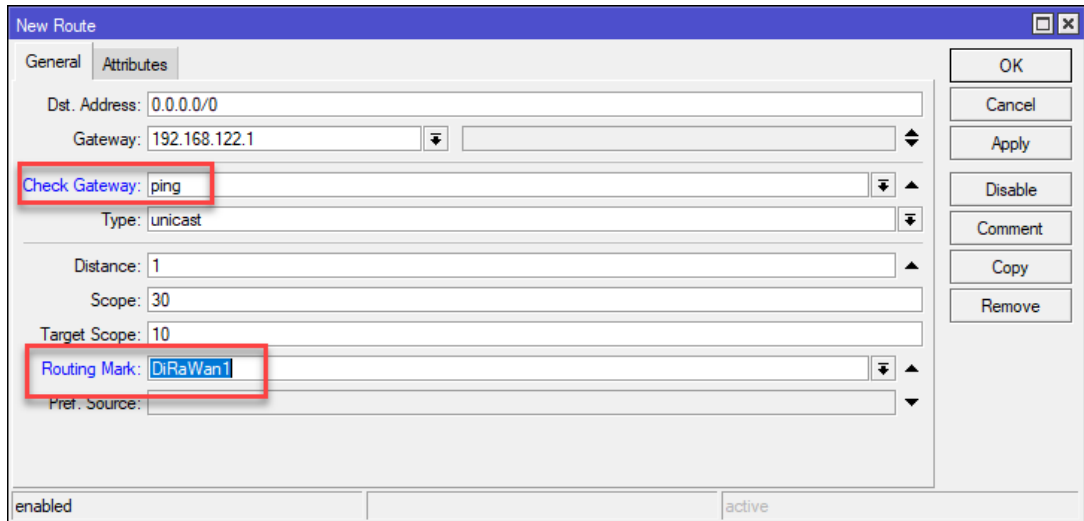 New Route
General Attributes
Dst. Address: 0.0.0.0/0
Gateway: 192.168.122.1
Check Gateway: ping
Type: unicast
Distance: 1
Scope: 30
Target Scope: 10
Routing Mark: DiRaWan1
Pref. Source:
OK
Cancel
Apply
Disable
Comment
Copy
Remove
enabled
active